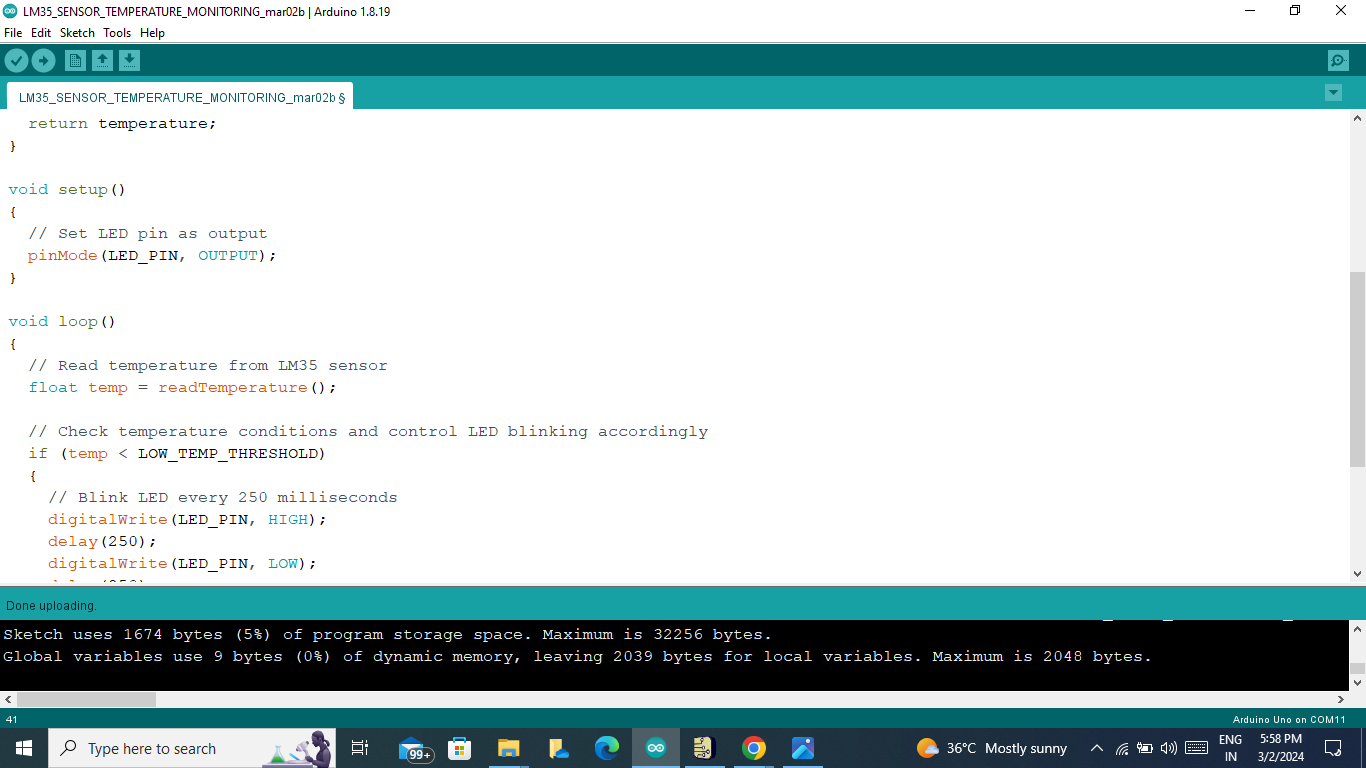 LM35_SENSOR_TEMPERATURE_MONITORING_mar02b | Arduino 1.8.19
File Edit Sketch Tools Help
LM35_SENSOR_TEMPERATURE_MONITORING_mar02b §
return temperature;
}
void setup()
{
// Set LED pin as output
pinMode(LED_PIN, OUTPUT);
}
void loop()
{
// Read temperature from LM35 sensor
float temp = readTemperature();
// Check temperature conditions and control LED blinking accordingly
if (temp < LOW_TEMP_THRESHOLD)
{
// Blink LED every 250 milliseconds
digitalWrite(LED_PIN, HIGH);
delay(250);
digitalWrite(LED_PIN, LOW);
Done uploading.
Sketch uses 1674 bytes (5%) of program storage space. Maximum is 32256 bytes.
Global variables use 9 bytes (0%) of dynamic memory, leaving 2039 bytes for local variables. Maximum is 2048 bytes.
41
Arduino Uno on COM11
Type here to search
99+
36°C Mostly sunny
ENG
IN
5:58 PM
3/2/2024